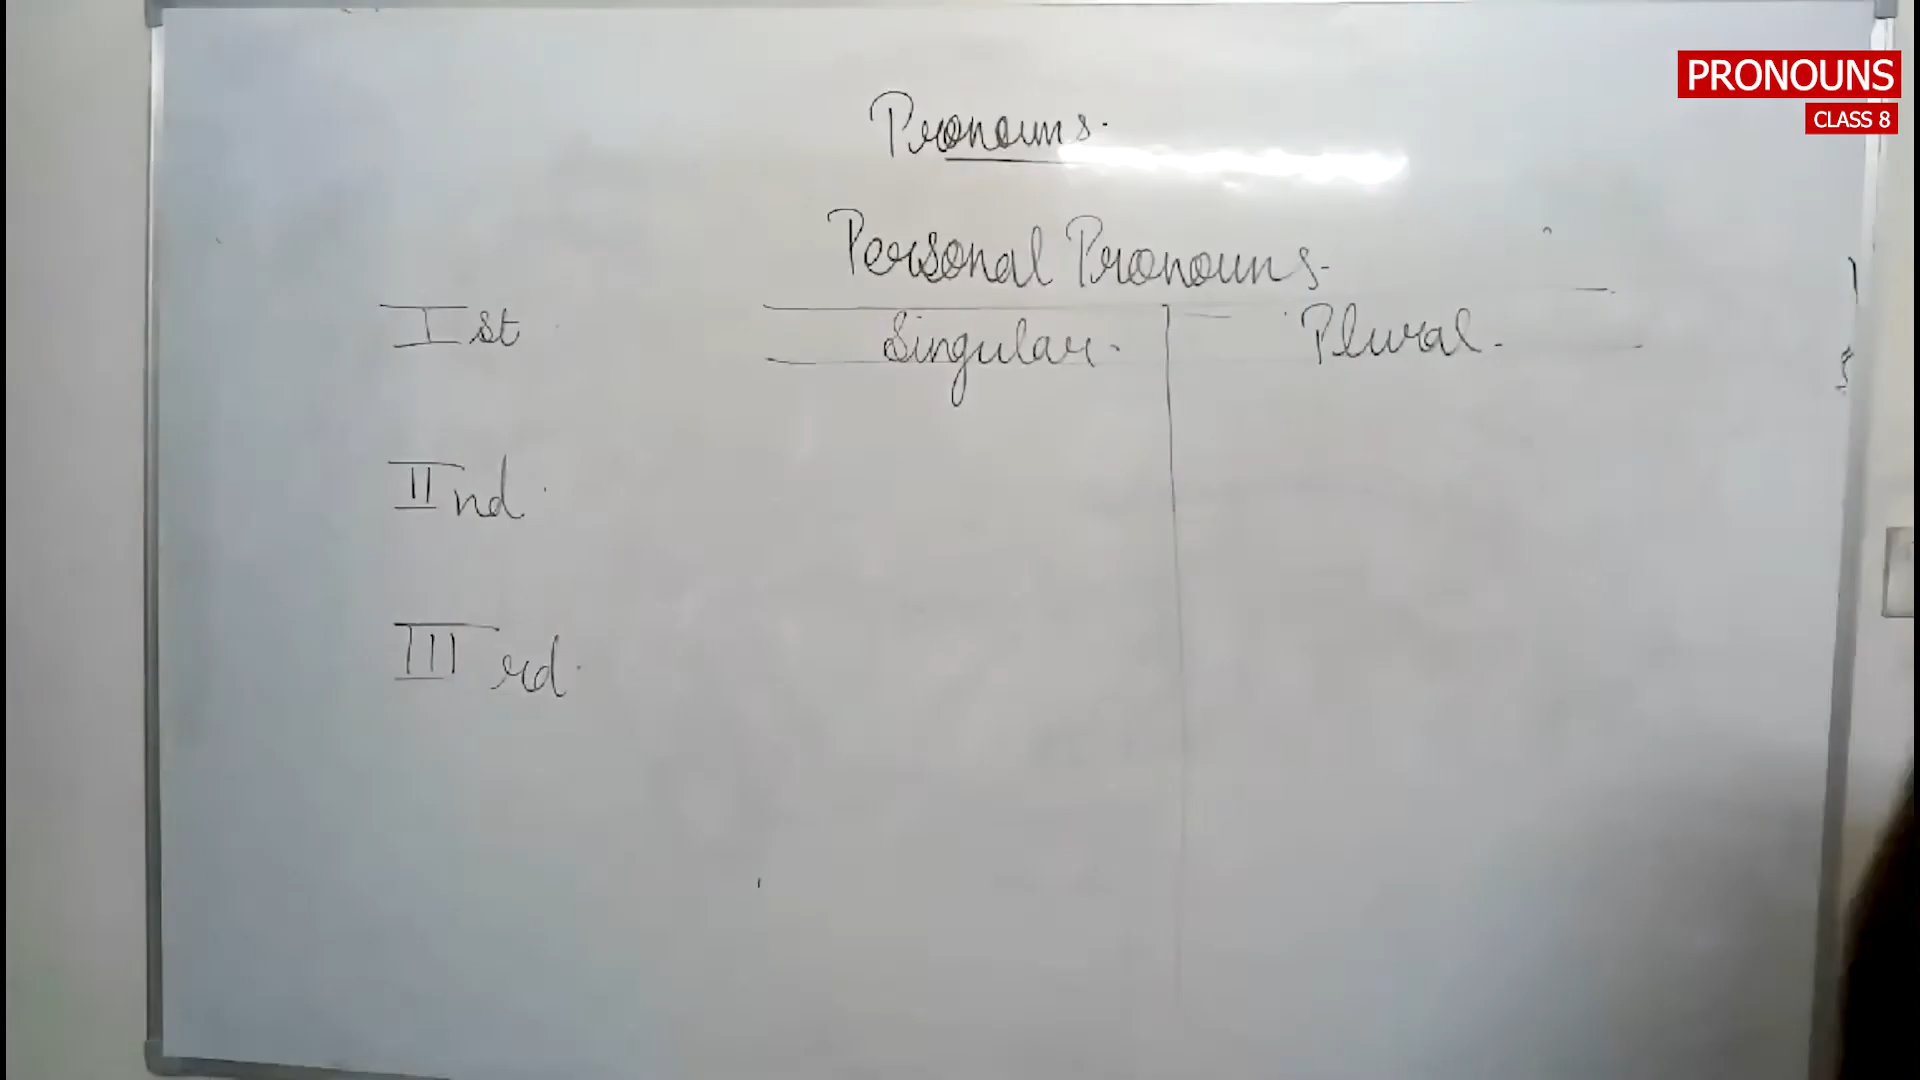 PRONOUNS
CLASS 8
Pronouns.
Personal Pronouns.
Ist
Singular. Plural.
IInd.
IIIrd.